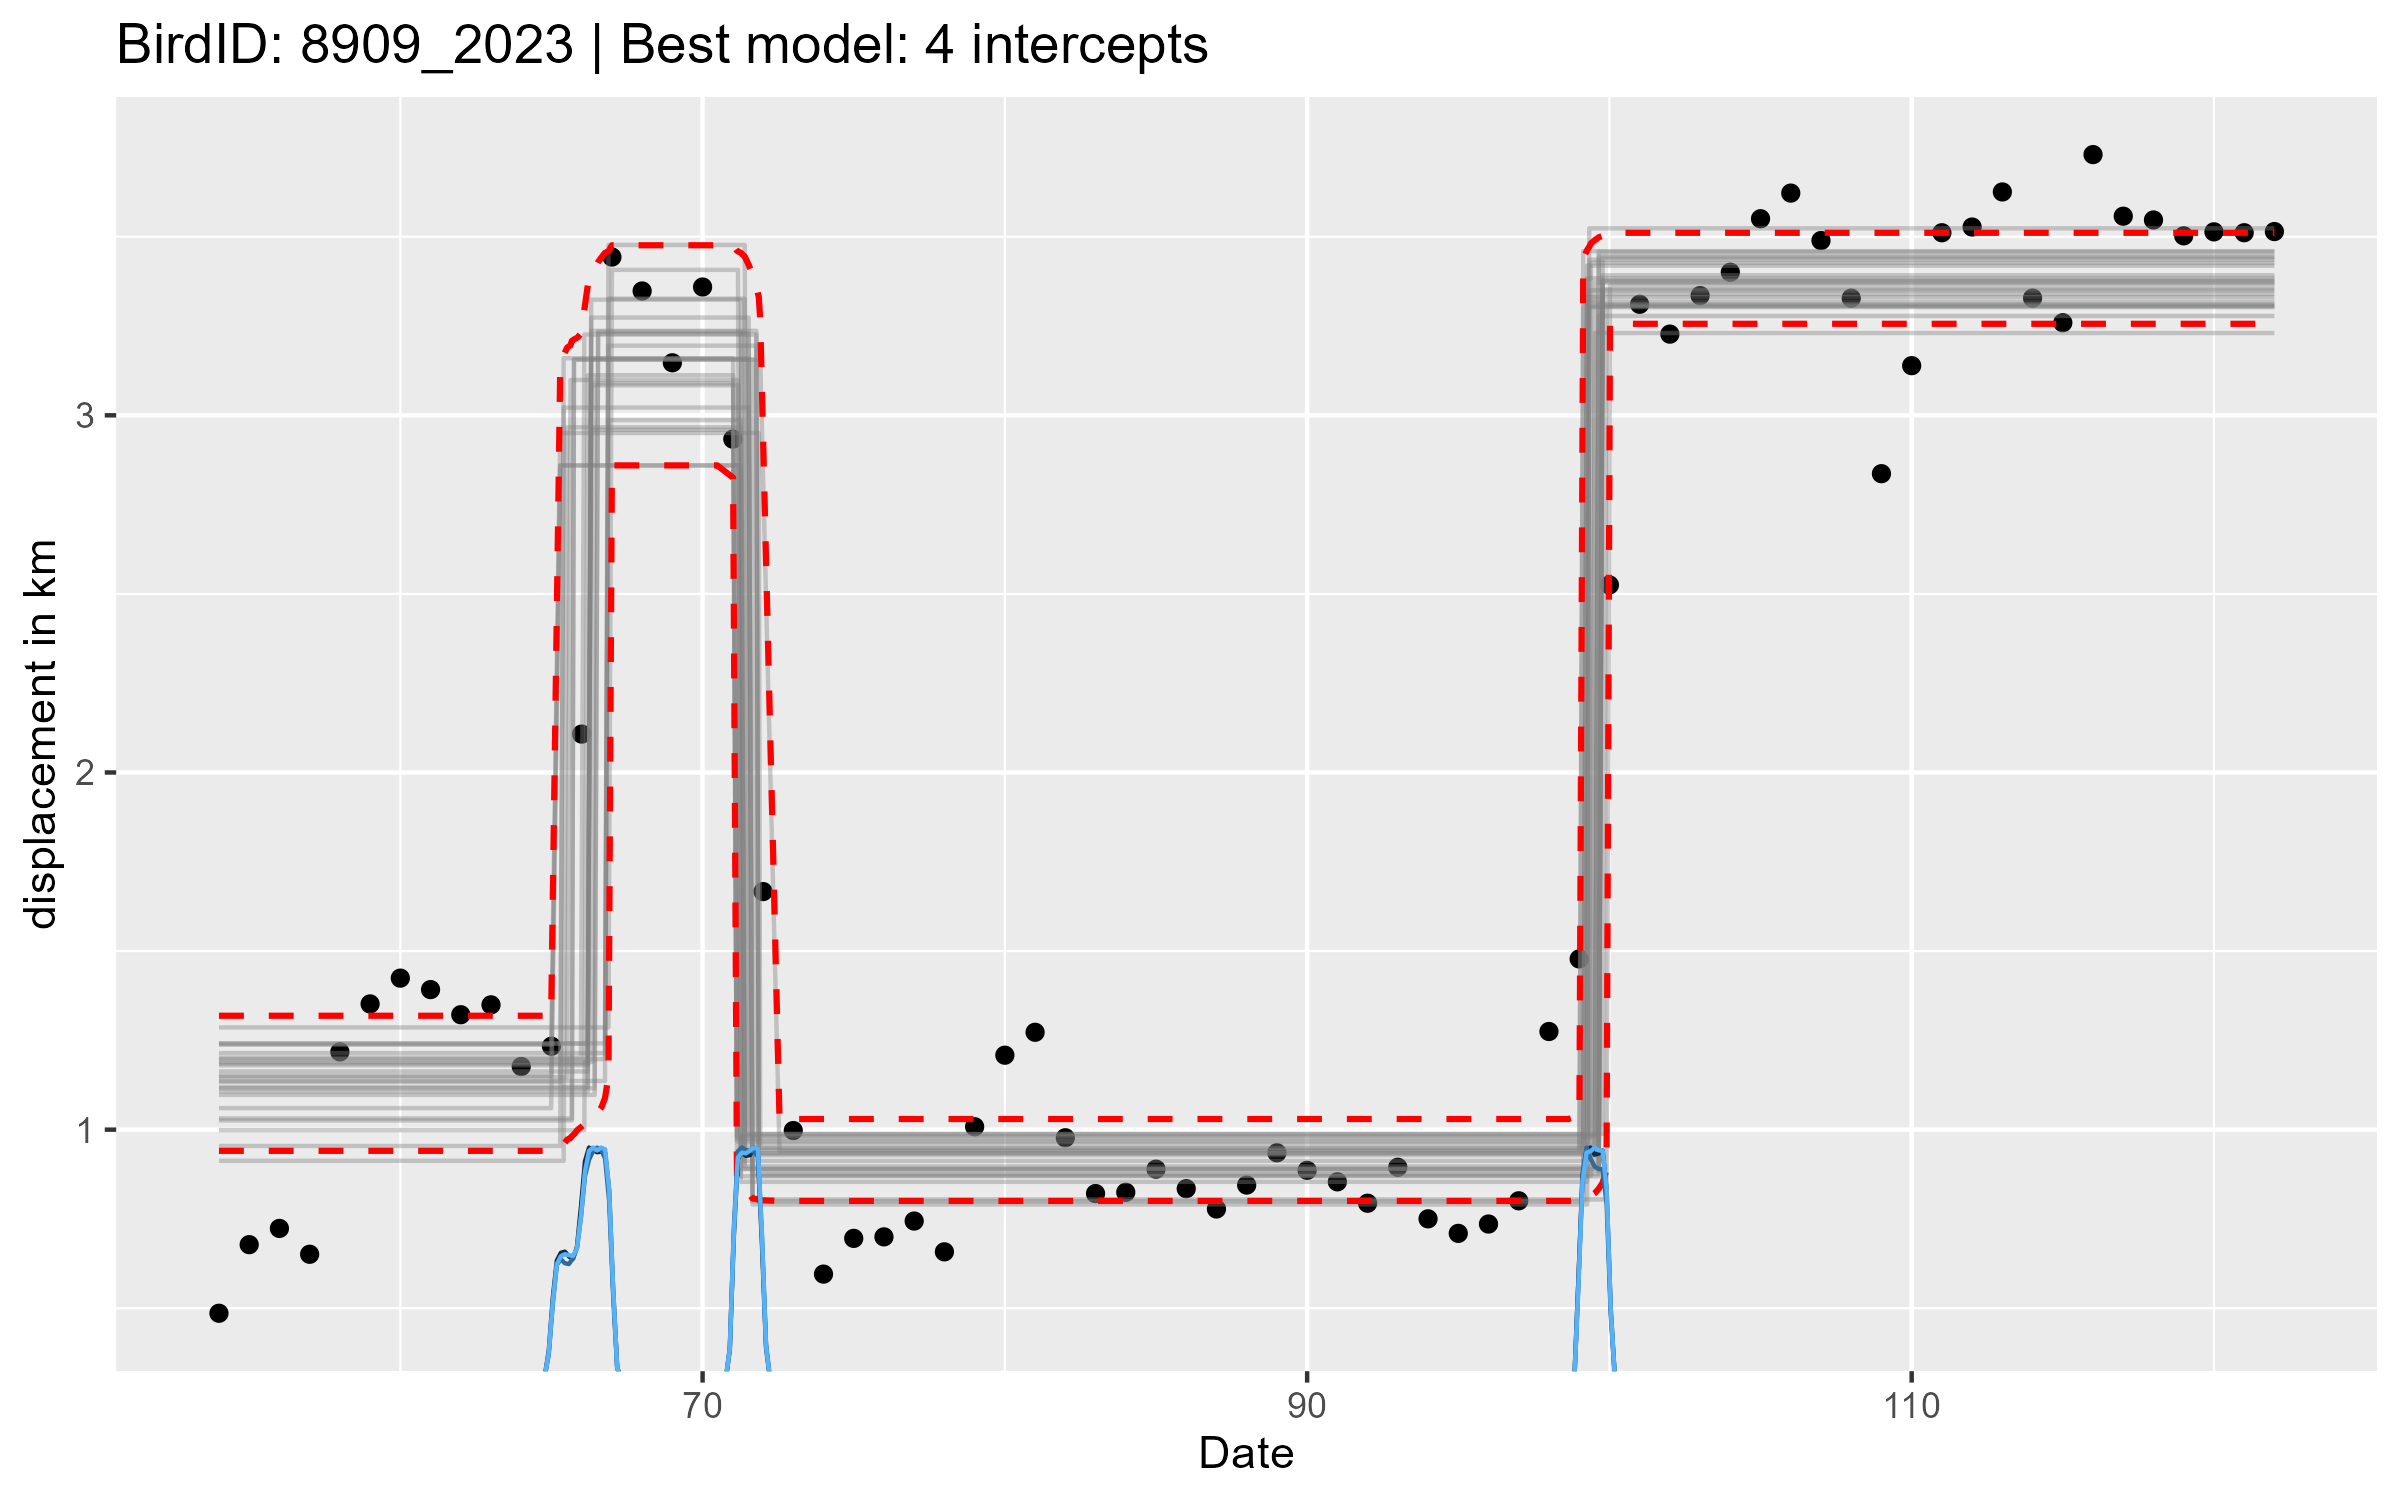 BirdID: 8909_2023 | Best model: 4 intercepts
displacement in km
3
2
1
70 90 110
Date